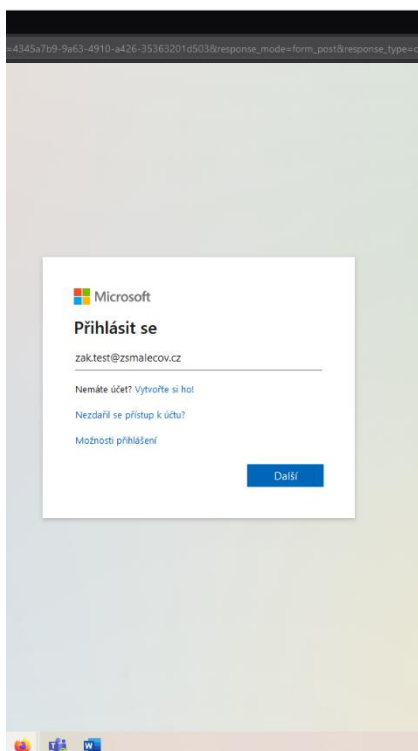 =4345a7b9-9a63-4910-a426-35363201d503&response_mode=form_post&response_type=c
Microsoft
Přihlásit se
zak.test@zsmalecov.cz
Nemáte účet? Vytvořte si ho!
Nezdařil se přístup k účtu?
Možnosti přihlášení
Další